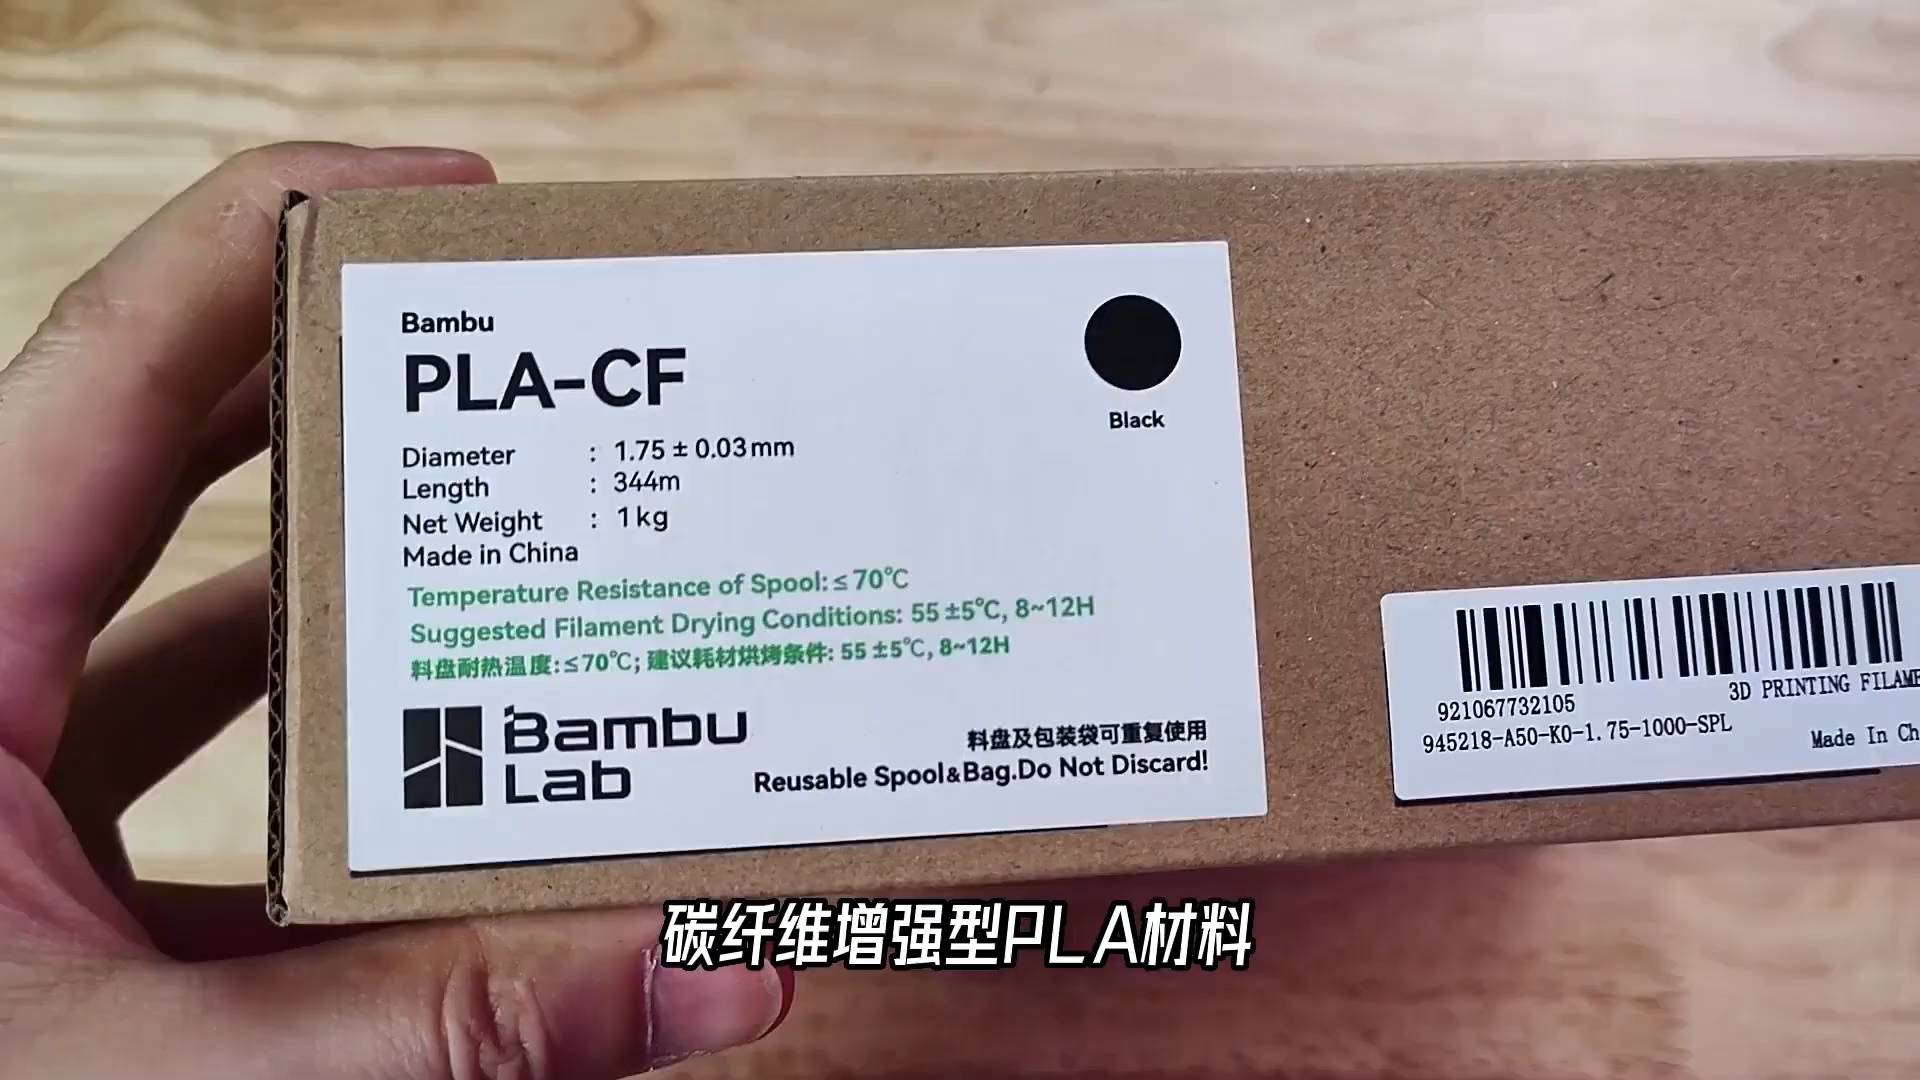 Bambu
PLA-CF
Black
Diameter : 1.75 ± 0.03mm
Length : 344m
Net Weight : 1kg
Made in China
Temperature Resistance of Spool:≤70℃
Suggested Filament Drying Conditions: 55 ±5℃, 8~12H
料盘耐热温度:≤70℃; 建议耗材烘烤条件: 55 ±5℃, 8~12H
Bambu
Lab
料盘及包装袋可重复使用
Reusable Spool&Bag.Do Not Discard!
921067732105
3D PRINTING FILAME
945218-A50-K0-1.75-1000-SPL
Made In Ch
碳纤维增强型PLA材料